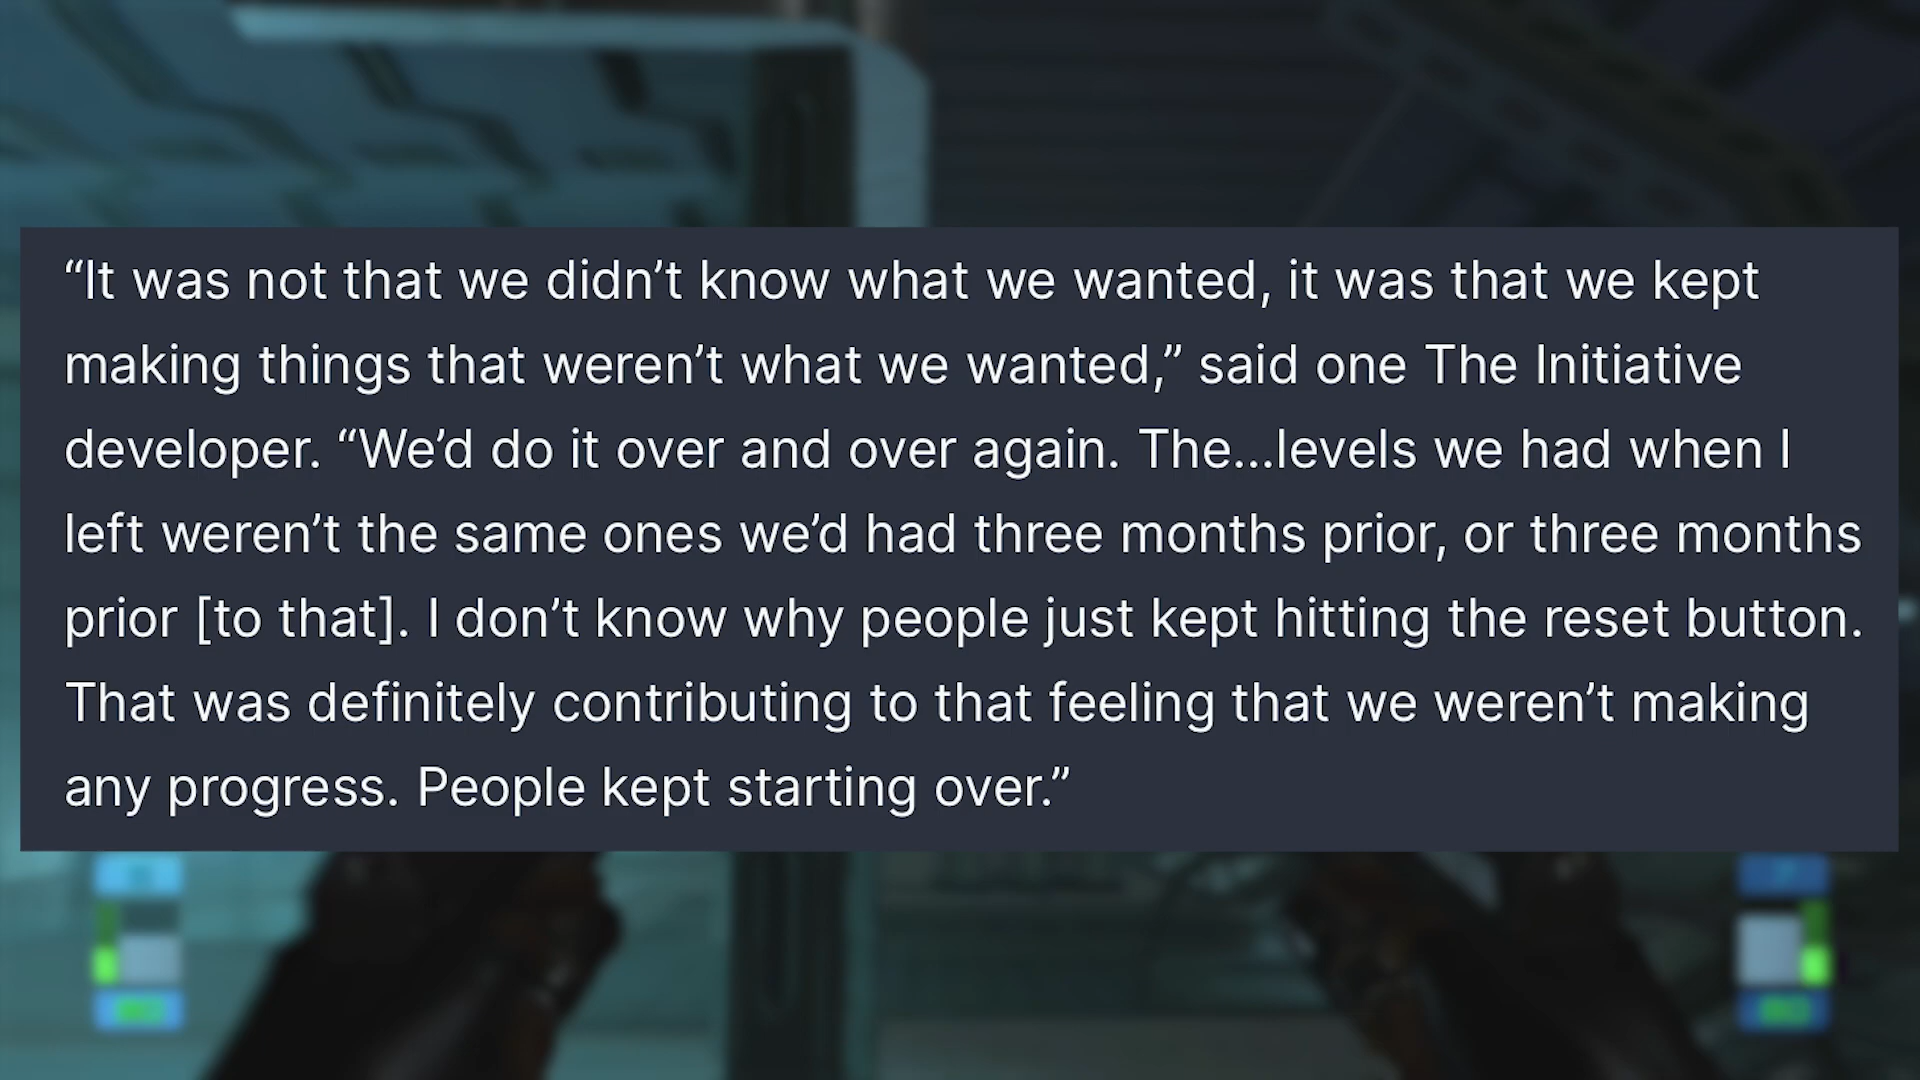 “It was not that we didn’t know what we wanted, it was that we kept
making things that weren’t what we wanted,” said one The Initiative
developer. “We’d do it over and over again. The...levels we had when I
left weren’t the same ones we’d had three months prior, or three months
prior [to that]. I don’t know why people just kept hitting the reset button.
That was definitely contributing to that feeling that we weren’t making
any progress. People kept starting over.”